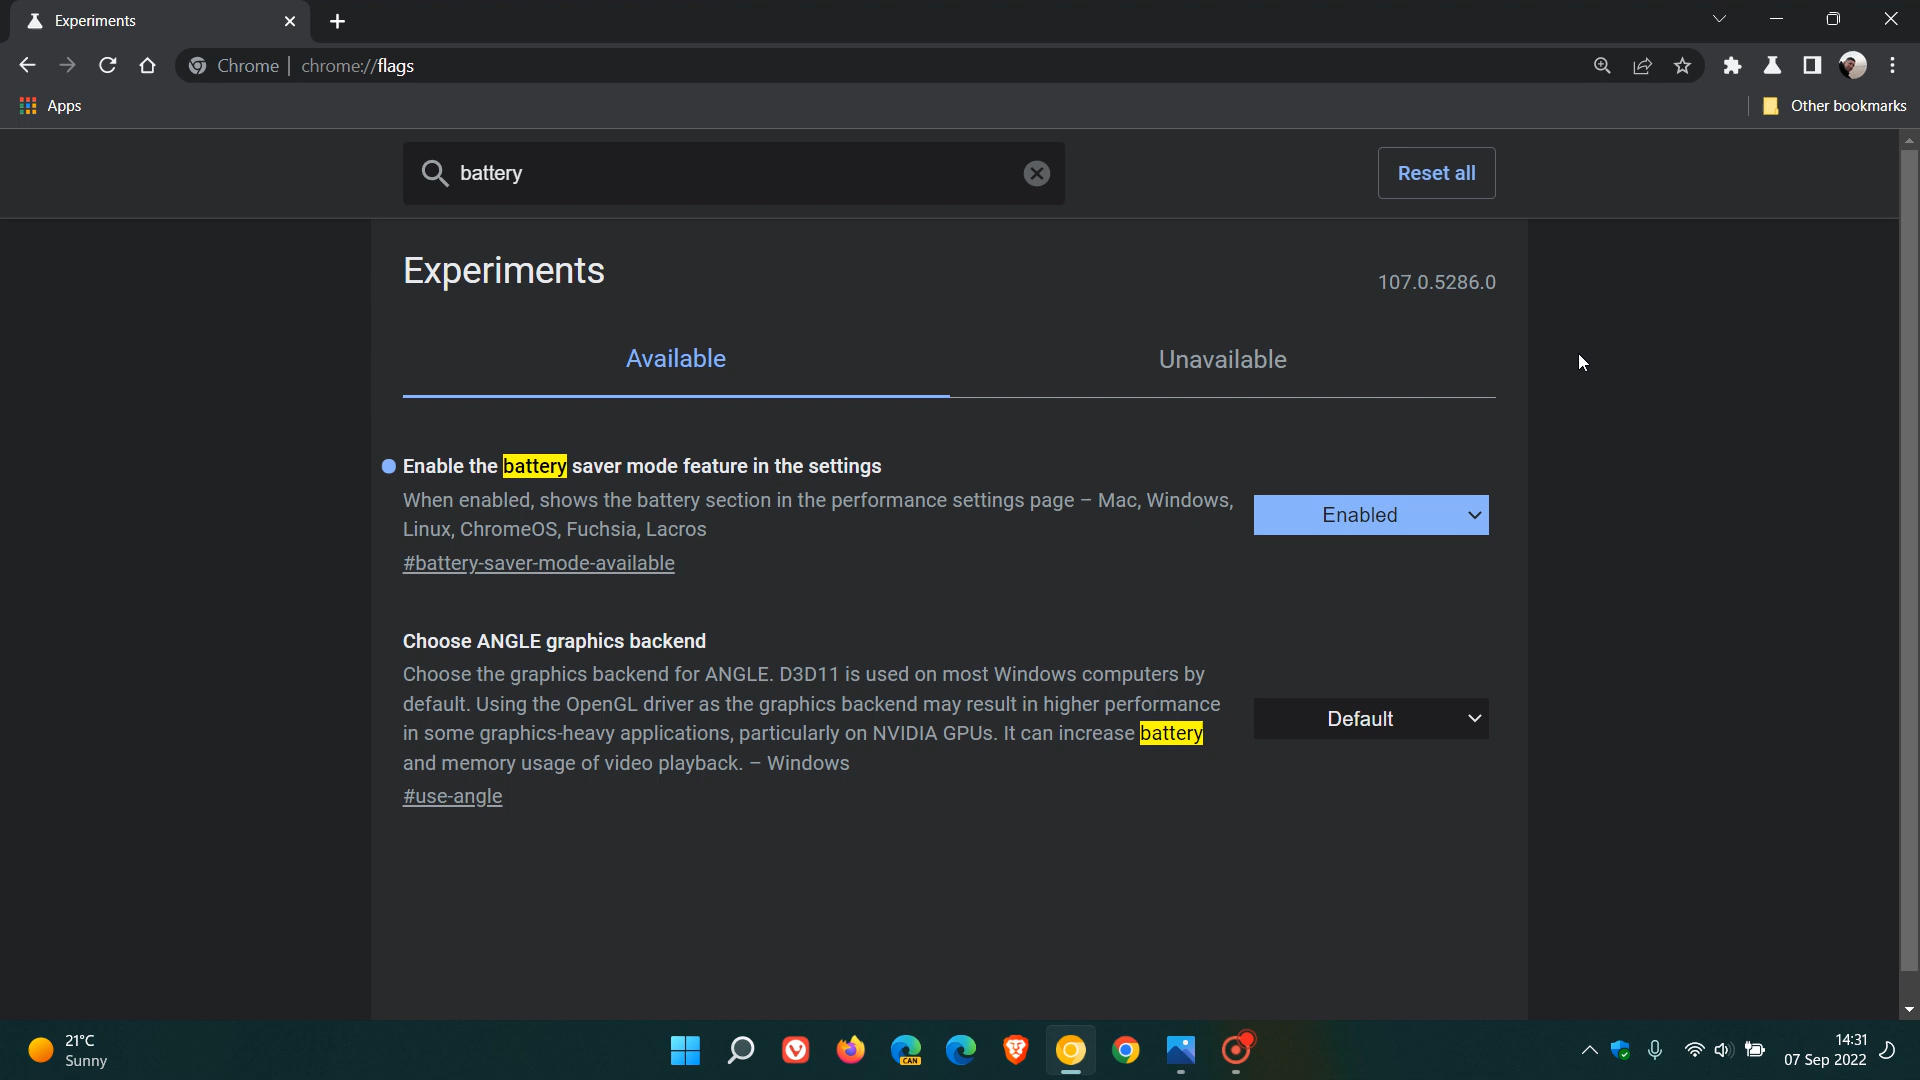 Experiments
Chrome | chrome://flags
Apps
Other bookmarks
battery
Reset all
Experiments
107.0.5286.0
Available
Unavailable
Enable the battery saver mode feature in the settings
When enabled, shows the battery section in the performance settings page – Mac, Windows,
Linux, ChromeOS, Fuchsia, Lacros
#battery-saver-mode-available
Enabled
Choose ANGLE graphics backend
Choose the graphics backend for ANGLE. D3D11 is used on most Windows computers by
default. Using the OpenGL driver as the graphics backend may result in higher performance
in some graphics-heavy applications, particularly on NVIDIA GPUs. It can increase battery
and memory usage of video playback. – Windows
#use-angle
Default
21°C
Sunny
CAN
14:31
07 Sep 2022